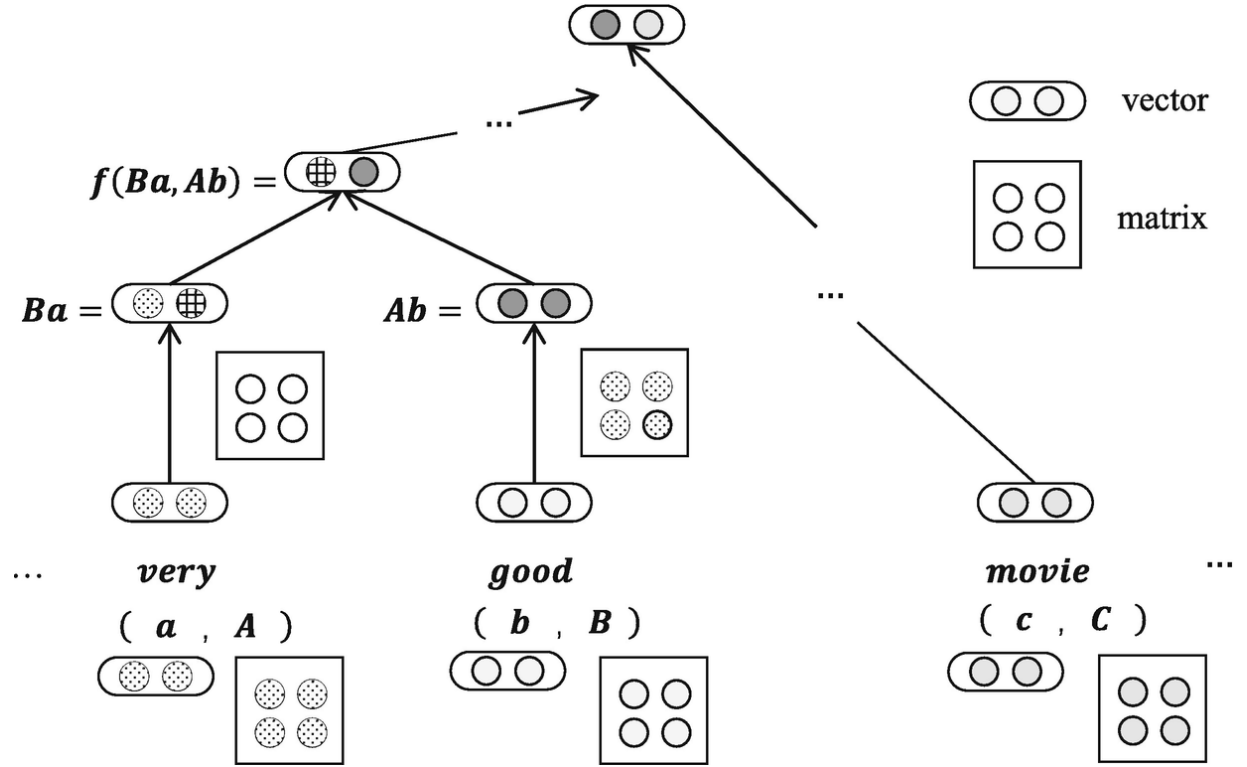 ...
vector
f(Ba, Ab) =
matrix
Ba =
Ab =
...
... very good movie ...
( a , A ) ( b , B ) ( c , C )